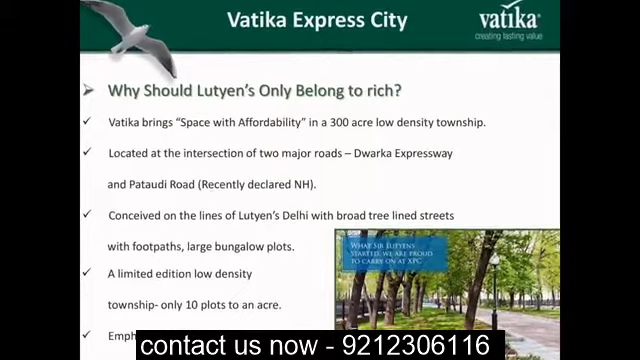 Vatika Express City
vatika
creating lasting value
Why Should Lutyen's Only Belong to rich?
Vatika brings "Space with Affordability" in a 300 acre low density township.
Located at the intersection of two major roads – Dwarka Expressway
and Pataudi Road (Recently declared NH).
Conceived on the lines of Lutyen's Delhi with broad tree lined streets
with footpaths, large bungalow plots.
A limited edition low density
township- only 10 plots to an acre.
WHAT SIR LUTYENS
STARTED, WE ARE PROUD
TO CARRY ON AT XPC
contact us now - 9212306116